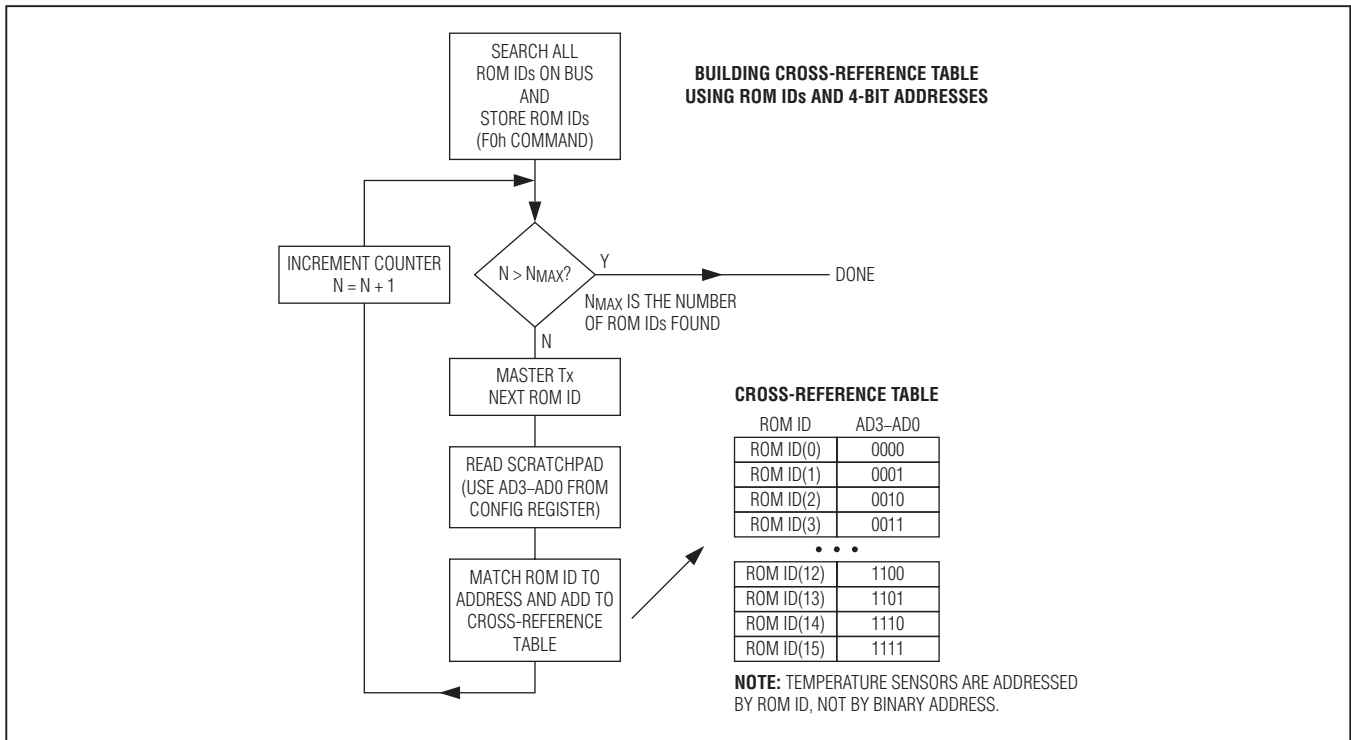 SEARCH ALL
ROM IDs ON BUS
AND
STORE ROM IDs
(F0h COMMAND)
BUILDING CROSS-REFERENCE TABLE
USING ROM IDs AND 4-BIT ADDRESSES
INCREMENT COUNTER
N = N + 1
N > NMAX?
Y
DONE
NMAX IS THE NUMBER
OF ROM IDs FOUND
N
MASTER Tx
NEXT ROM ID
READ SCRATCHPAD
(USE AD3–AD0 FROM
CONFIG REGISTER)
MATCH ROM ID TO
ADDRESS AND ADD TO
CROSS-REFERENCE
TABLE
CROSS-REFERENCE TABLE
ROM ID AD3–AD0
ROM ID(0) 0000
ROM ID(1) 0001
ROM ID(2) 0010
ROM ID(3) 0011
• • •
ROM ID(12) 1100
ROM ID(13) 1101
ROM ID(14) 1110
ROM ID(15) 1111
NOTE: TEMPERATURE SENSORS ARE ADDRESSED
BY ROM ID, NOT BY BINARY ADDRESS.